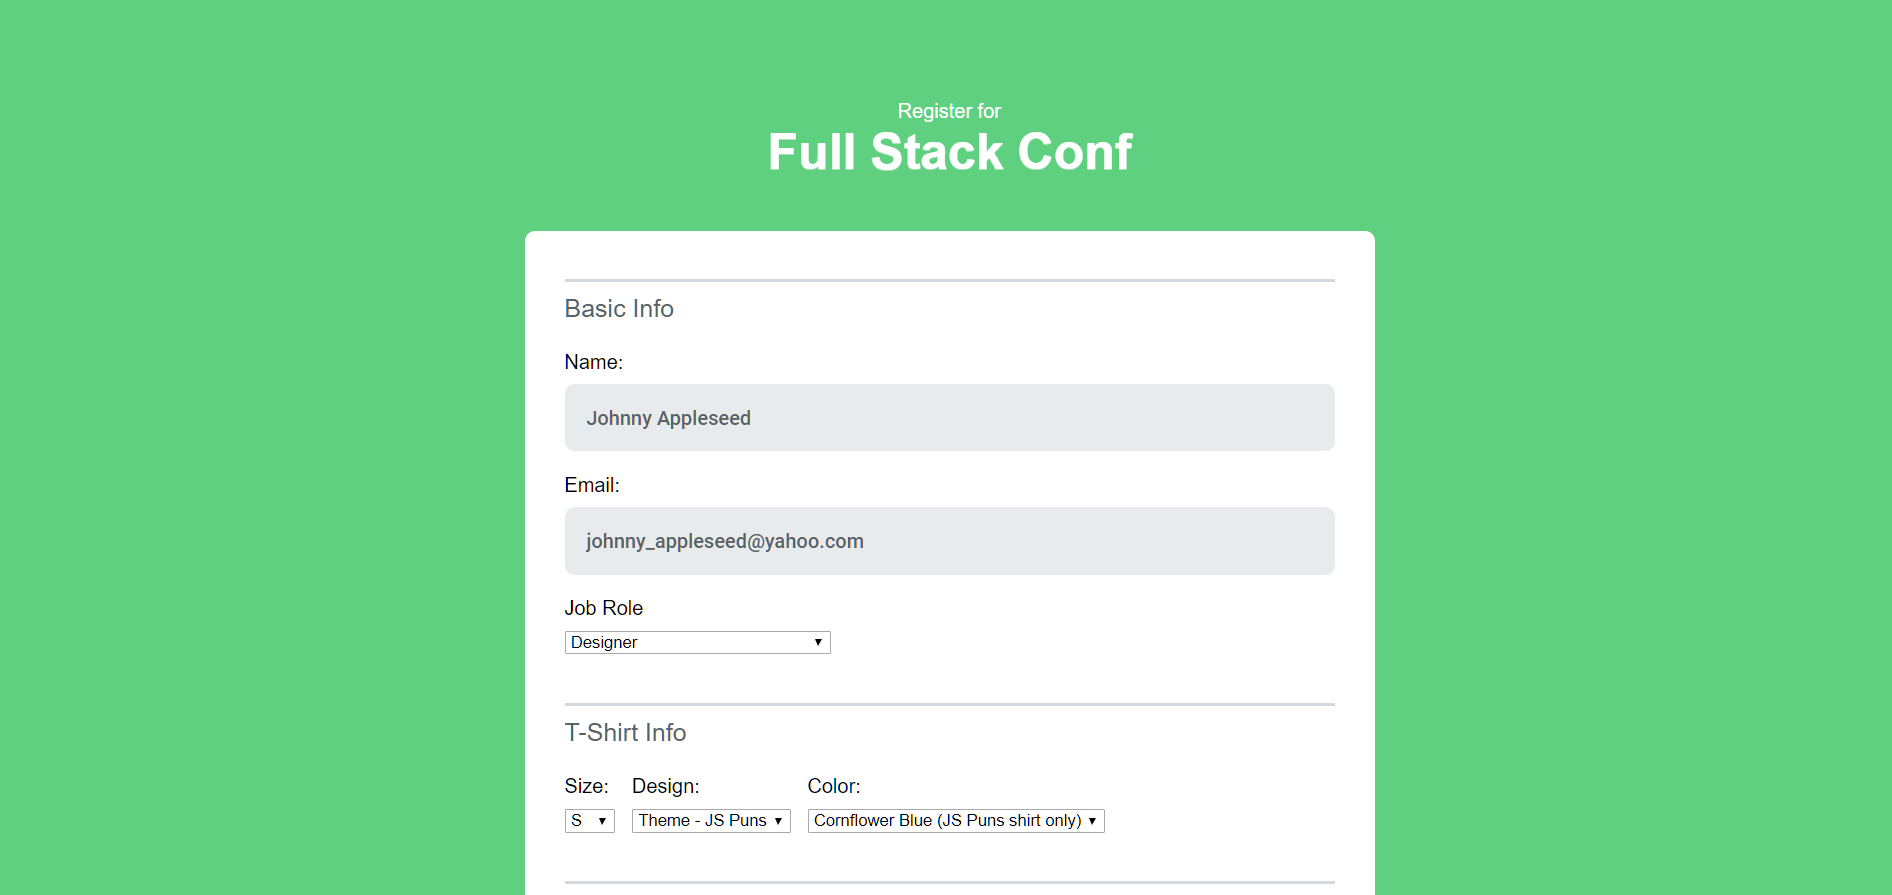 Register for
Full Stack Conf
Basic Info
Name:
Johnny Appleseed
Email:
johnny_appleseed@yahoo.com
Job Role
Designer
T-Shirt Info
Size: Design: Color:
S Theme - JS Puns Cornflower Blue (JS Puns shirt only)